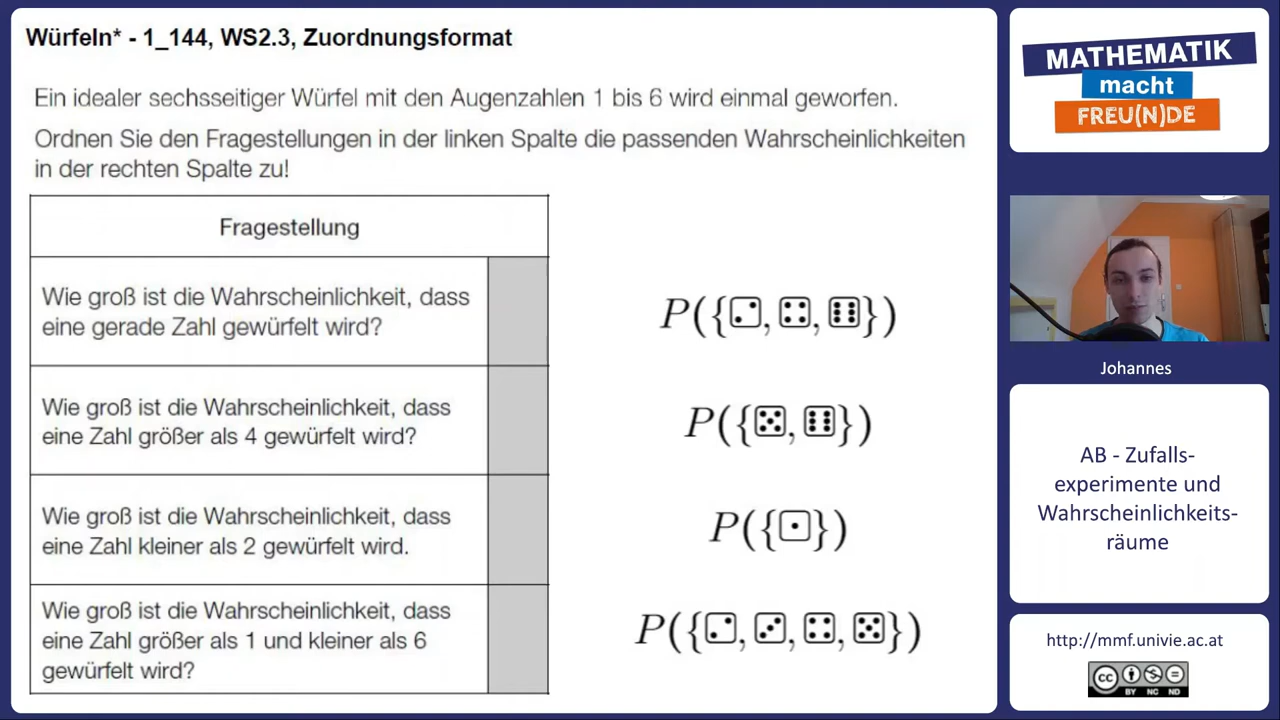 Würfeln* - 1_144, WS2.3, Zuordnungsformat
Ein idealer sechsseitiger Würfel mit den Augenzahlen 1 bis 6 wird einmal geworfen.
Ordnen Sie den Fragestellungen in der linken Spalte die passenden Wahrscheinlichkeiten
in der rechten Spalte zu!
Fragestellung
Wie groß ist die Wahrscheinlichkeit, dass
eine gerade Zahl gewürfelt wird?
P({⚁, ⚃, ⚅})
Wie groß ist die Wahrscheinlichkeit, dass
eine Zahl größer als 4 gewürfelt wird?
P({⚄, ⚅})
Wie groß ist die Wahrscheinlichkeit, dass
eine Zahl kleiner als 2 gewürfelt wird.
P({⚀})
Wie groß ist die Wahrscheinlichkeit, dass
eine Zahl größer als 1 und kleiner als 6
gewürfelt wird?
P({⚁, ⚂, ⚃, ⚄})
MATHEMATIK
macht
FREU(N)DE
Johannes
AB - Zufalls-
experimente und
Wahrscheinlichkeits-
räume
http://mmf.univie.ac.at
CC BY NC ND